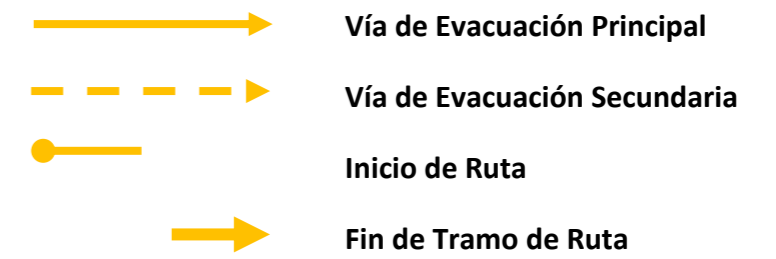 Vía de Evacuación Principal
Vía de Evacuación Secundaria
Inicio de Ruta
Fin de Tramo de Ruta